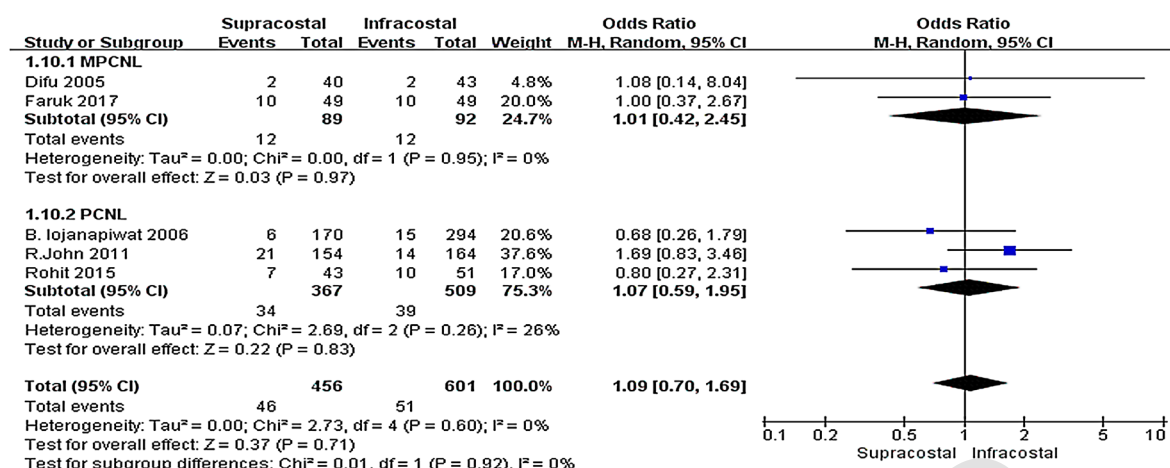 Supracostal Infracostal Odds Ratio Odds Ratio
Study or Subgroup Events Total Events Total Weight M-H, Random, 95% CI M-H, Random, 95% CI
1.10.1 MPCNL
Difu 2005 2 40 2 43 4.8% 1.08 [0.14, 8.04]
Faruk 2017 10 49 10 49 20.0% 1.00 [0.37, 2.67]
Subtotal (95% CI) 89 92 24.7% 1.01 [0.42, 2.45]
Total events 12 12
Heterogeneity: Tau² = 0.00; Chi² = 0.00, df = 1 (P = 0.95); I² = 0%
Test for overall effect: Z = 0.03 (P = 0.97)
1.10.2 PCNL
B. lojanapiwat 2006 6 170 15 294 20.6% 0.68 [0.26, 1.79]
R.John 2011 21 154 14 164 37.6% 1.69 [0.83, 3.46]
Rohit 2015 7 43 10 51 17.0% 0.80 [0.27, 2.31]
Subtotal (95% CI) 367 509 75.3% 1.07 [0.59, 1.95]
Total events 34 39
Heterogeneity: Tau² = 0.07; Chi² = 2.69, df = 2 (P = 0.26); I² = 26%
Test for overall effect: Z = 0.22 (P = 0.83)
Total (95% CI) 456 601 100.0% 1.09 [0.70, 1.69]
Total events 46 51
Heterogeneity: Tau² = 0.00; Chi² = 2.73, df = 4 (P = 0.60); I² = 0%
Test for overall effect: Z = 0.37 (P = 0.71)
Test for subgroup differences: Chi² = 0.01, df = 1 (P = 0.92), I² = 0%
0.1 0.2 0.5 1 2 5 10
Supracostal Infracostal